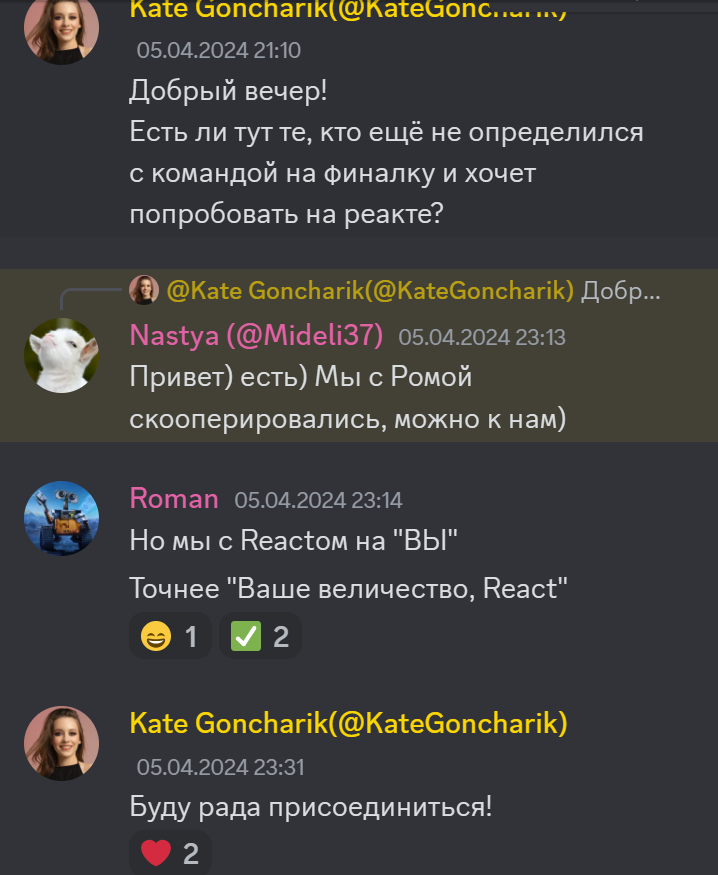 Kate Goncharik(@KateGoncharik)
05.04.2024 21:10
Добрый вечер!
Есть ли тут те, кто ещё не определился
с командой на финалку и хочет
попробовать на реакте?
@Kate Goncharik(@KateGoncharik) Добр...
Nastya (@Mideli37) 05.04.2024 23:13
Привет) есть) Мы с Ромой
скооперировались, можно к нам)
Roman 05.04.2024 23:14
Но мы с Reactом на "ВЫ"
Точнее "Ваше величество, React"
1 2
Kate Goncharik(@KateGoncharik)
05.04.2024 23:31
Буду рада присоединиться!
2